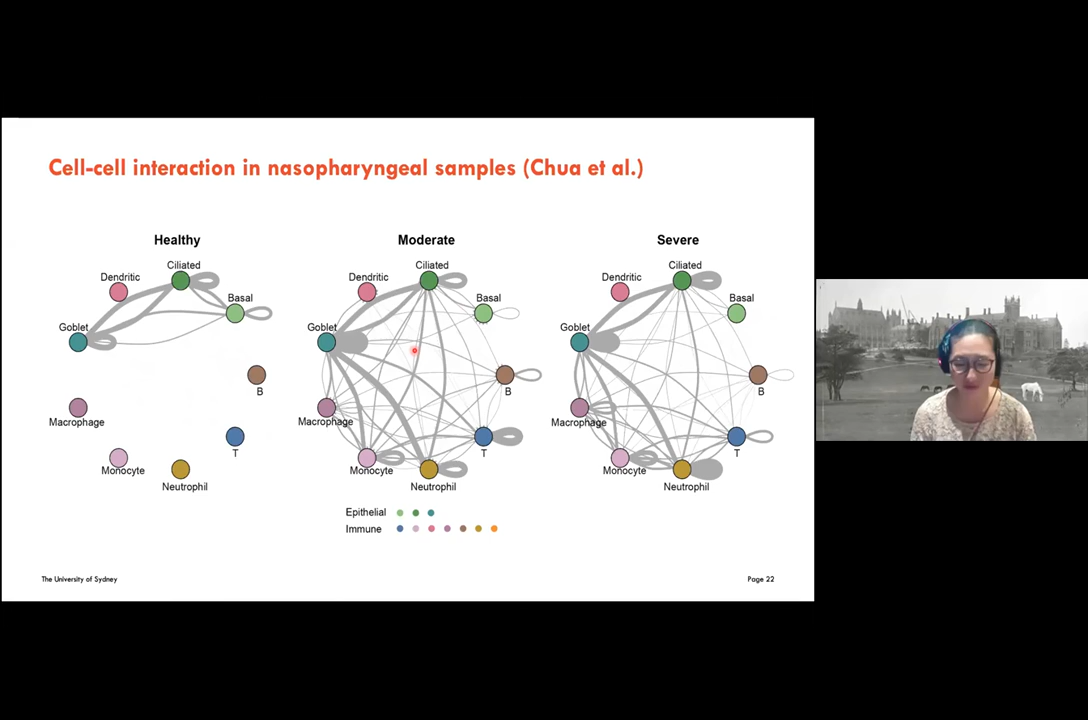 Cell-cell interaction in nasopharyngeal samples (Chua et al.)
Healthy
Moderate
Severe
Ciliated
Dendritic
Basal
Goblet
B
Macrophage
T
Monocyte
Neutrophil
Ciliated
Dendritic
Basal
Goblet
B
Macrophage
T
Monocyte
Neutrophil
Ciliated
Dendritic
Basal
Goblet
B
Macrophage
T
Monocyte
Neutrophil
Epithelial
Immune
The University of Sydney
Page 22